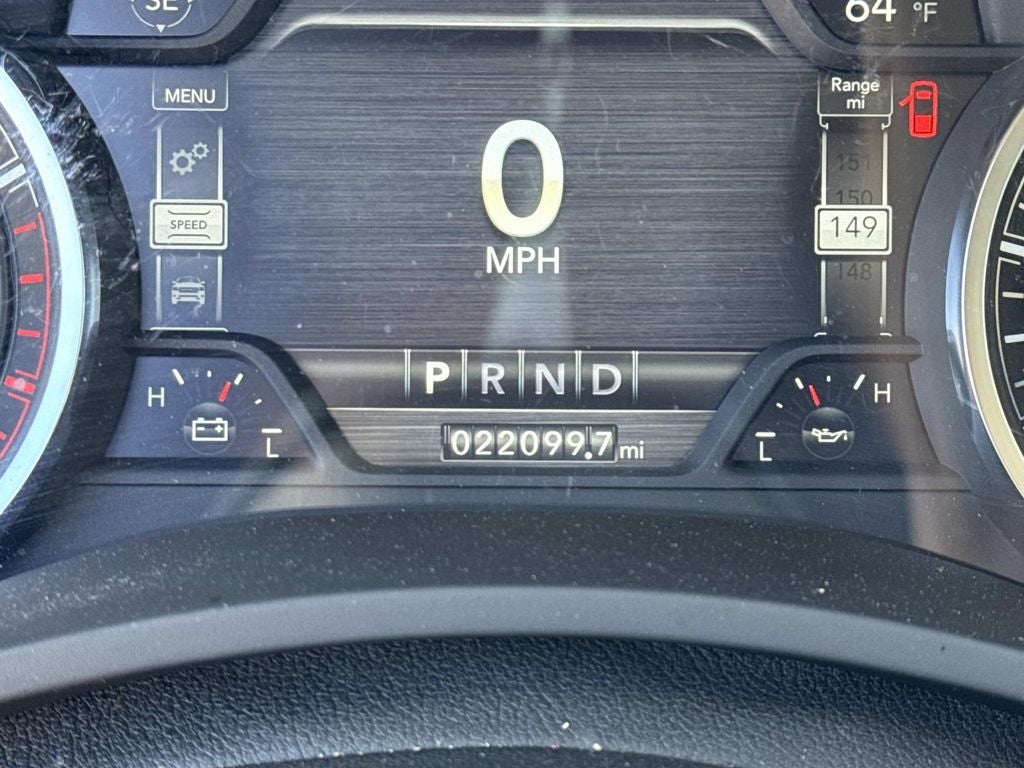 SE
64 °F
MENU
Range
mi
151
150
SPEED
149
148
0
MPH
P R N D
H
L
022099.7 mi
H
L
L